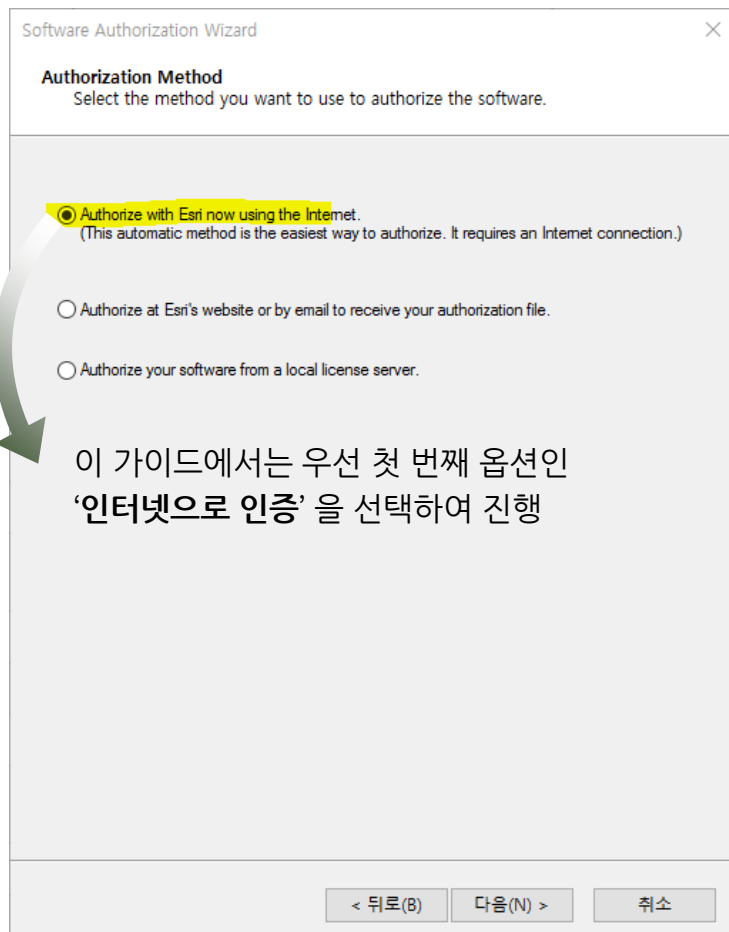 Software Authorization Wizard
Authorization Method
Select the method you want to use to authorize the software.
Authorize with Esri now using the Internet.
(This automatic method is the easiest way to authorize. It requires an Internet connection.)
Authorize at Esri's website or by email to receive your authorization file.
Authorize your software from a local license server.
이 가이드에서는 우선 첫 번째 옵션인
‘인터넷으로 인증’ 을 선택하여 진행
< 뒤로(B) 다음(N) > 취소